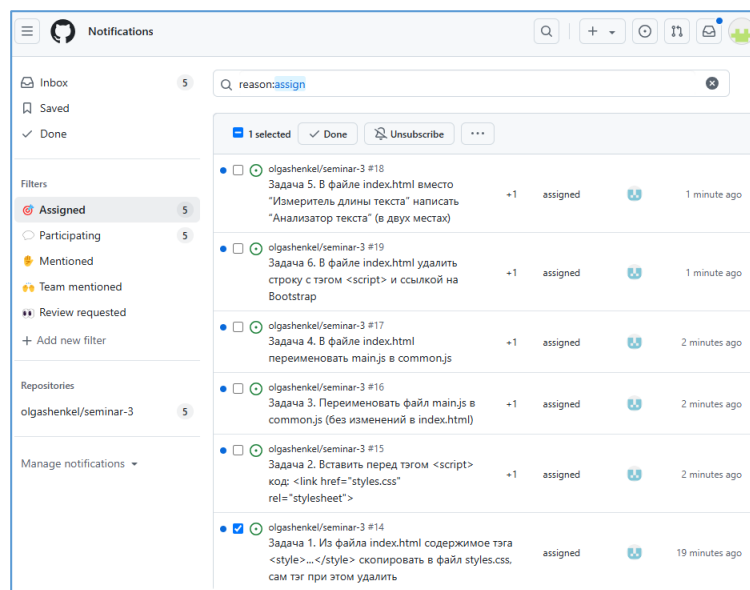 Notifications
Inbox 5
Saved
Done
Filters
Assigned 5
Participating 5
Mentioned
Team mentioned
Review requested
Add new filter
Repositories
olgashenkel/seminar-3 5
Manage notifications
reason:assign
1 selected Done Unsubscribe ...
olgashenkel/seminar-3 #18
Задача 5. В файле index.html вместо
"Измеритель длины текста" написать
"Анализатор текста" (в двух местах)
+1 assigned 1 minute ago
olgashenkel/seminar-3 #19
Задача 6. В файле index.html удалить
строку с тэгом <script> и ссылкой на
Bootstrap
+1 assigned 1 minute ago
olgashenkel/seminar-3 #17
Задача 4. В файле index.html
переименовать main.js в common.js
+1 assigned 2 minutes ago
olgashenkel/seminar-3 #16
Задача 3. Переименовать файл main.js в
common.js (без изменений в index.html)
+1 assigned 2 minutes ago
olgashenkel/seminar-3 #15
Задача 2. Вставить перед тэгом <script>
код: <link href="styles.css"
rel="stylesheet">
+1 assigned 2 minutes ago
olgashenkel/seminar-3 #14
Задача 1. Из файла index.html содержимое тэга
<style>...</style> скопировать в файл styles.css,
сам тэг при этом удалить
assigned 19 minutes ago